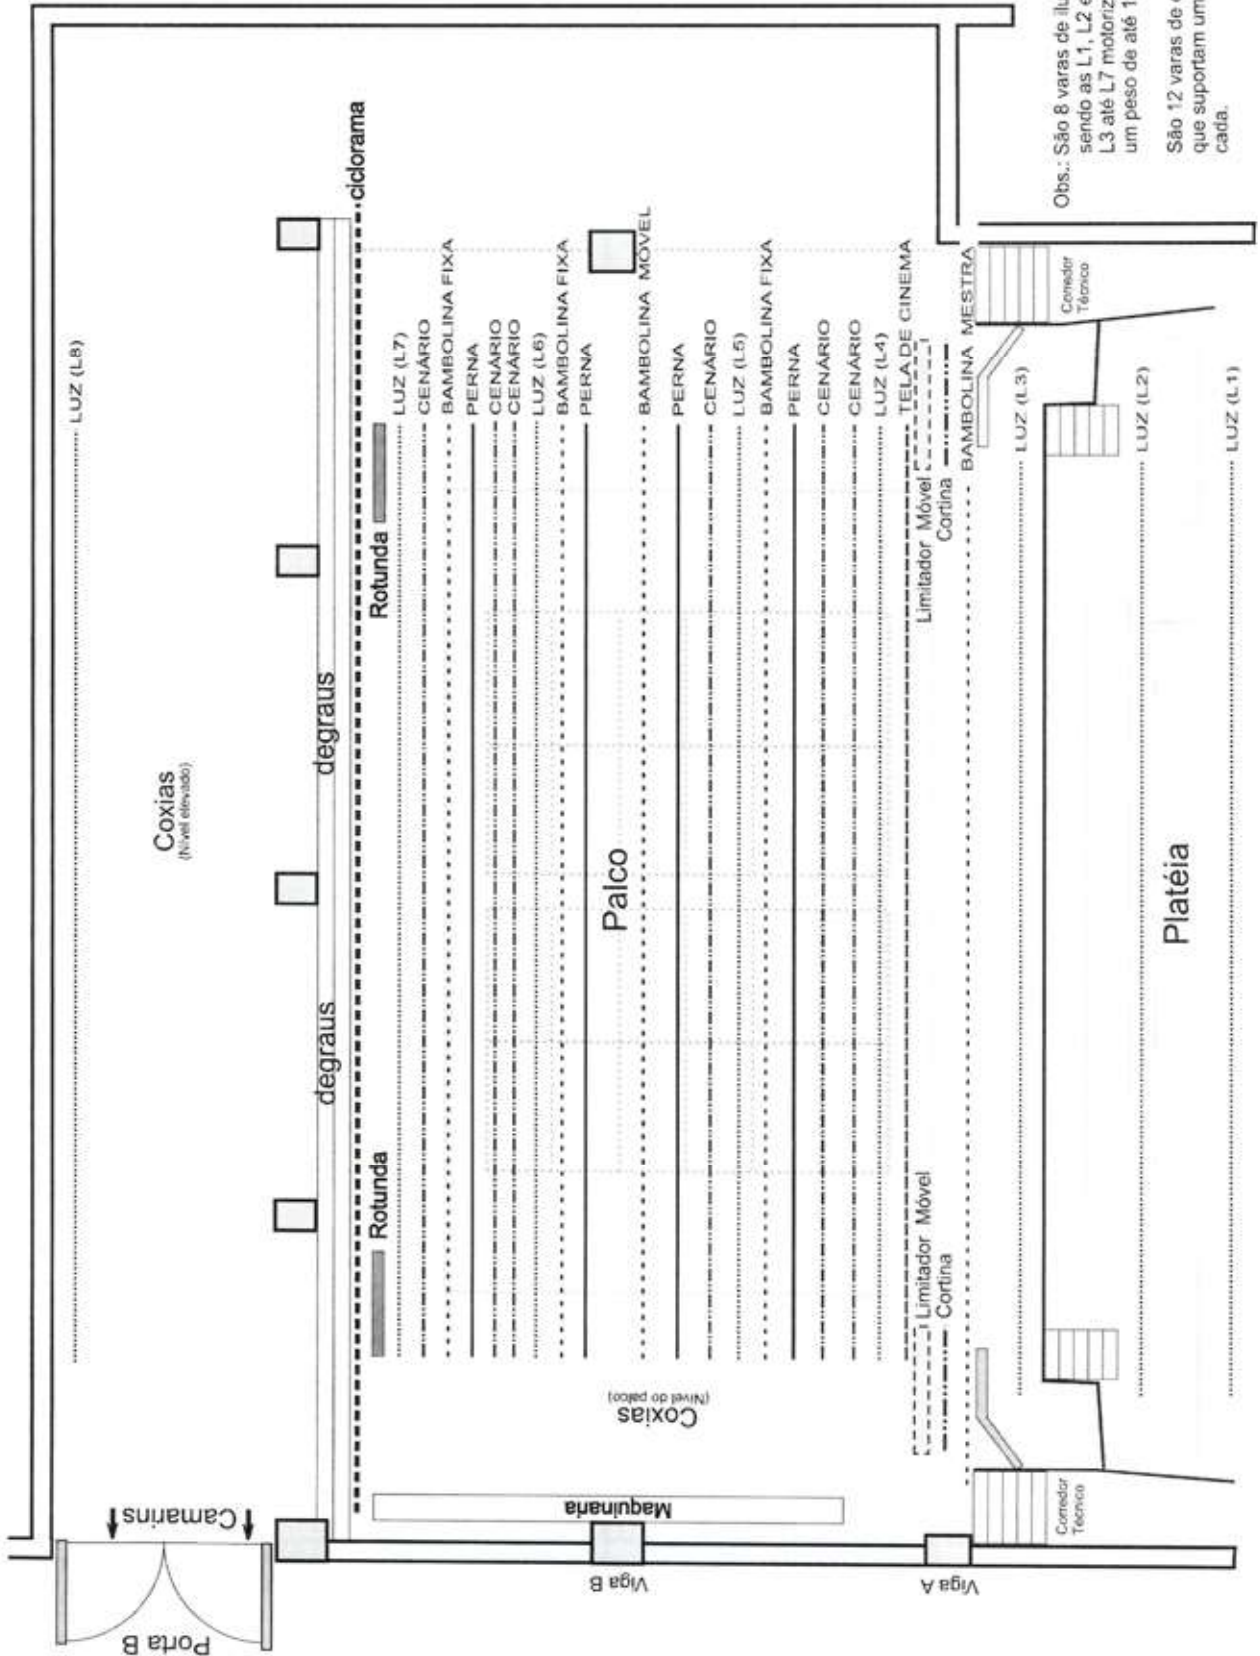 LUZ (L8)
Coxias
(Nível elevado)
Camarins
Porta B
degraus
degraus
ciclorama
Rotunda
Rotunda
LUZ (L7)
CENÁRIO
BAMBOLINA FIXA
PERNA
CENÁRIO
CENÁRIO
LUZ (L6)
BAMBOLINA FIXA
PERNA
Palco
BAMBOLINA MÓVEL
PERNA
CENÁRIO
LUZ (L5)
BAMBOLINA FIXA
PERNA
CENÁRIO
CENÁRIO
LUZ (L4)
TELA DE CINEMA
Coxias
(Nível do palco)
Maquinaria
Viga B
Viga A
Limitador Móvel
Cortina
Limitador Móvel
Cortina
BAMBOLINA MESTRA
Corredor
Técnico
Corredor
Técnico
LUZ (L3)
LUZ (L2)
Platéia
LUZ (L1)
Obs.: São 8 varas de
sendo as L1, L2
L3 até L7
um peso de até
São 12 varas de
que suportam
cada.